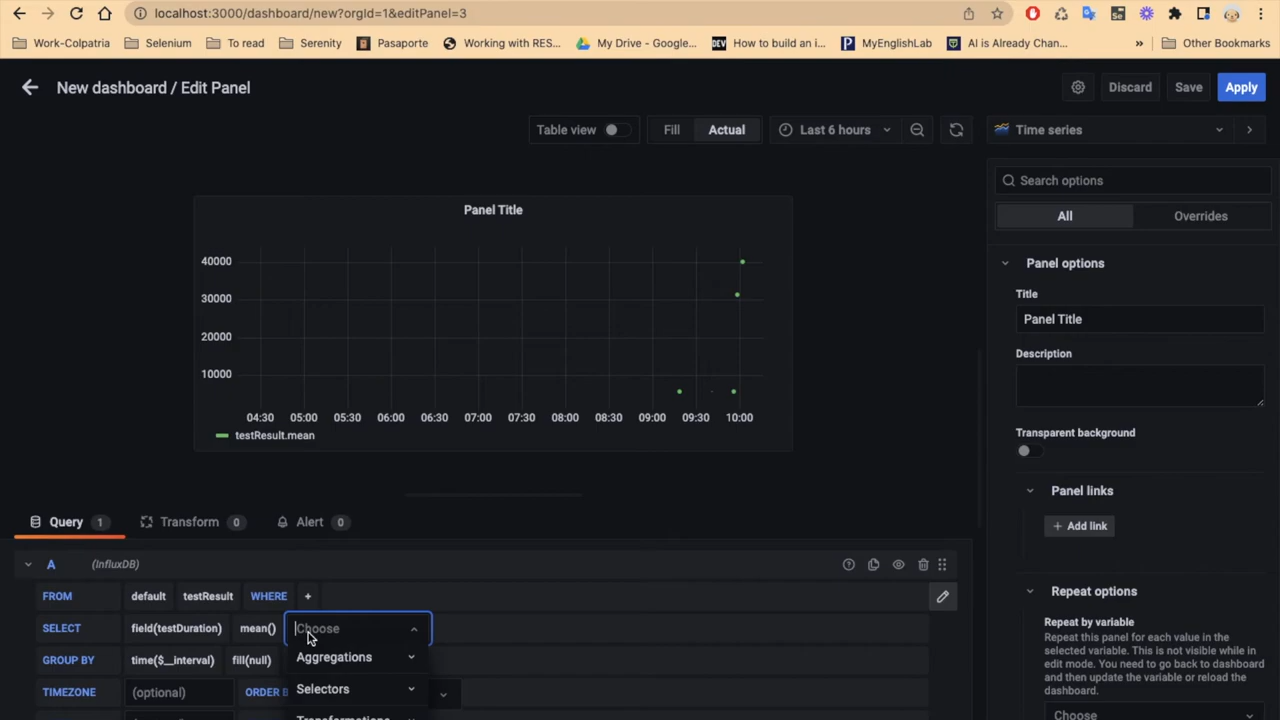 localhost:3000/dashboard/new?orgId=1&editPanel=3
Work-Colpatria Selenium To read Serenity Pasaporte Working with RES... My Drive - Google... How to build an i... MyEnglishLab AI is Already Chan... » Other Bookmarks
New dashboard / Edit Panel Discard Save Apply
Table view Fill Actual Last 6 hours Time series
Search options
All Overrides
Panel Title
40000
30000
20000
10000
04:30 05:00 05:30 06:00 06:30 07:00 07:30 08:00 08:30 09:00 09:30 10:00
testResult.mean
Panel options
Title
Panel Title
Description
Transparent background
Panel links
+ Add link
Repeat options
Repeat by variable
Repeat this panel for each value in the
selected variable. This is not visible while in
edit mode. You need to go back to dashboard
and then update the variable or reload the
dashboard.
Choose
Query 1 Transform 0 Alert 0
A (InfluxDB)
FROM default testResult WHERE +
SELECT field(testDuration) mean() Choose
GROUP BY time($__interval) fill(null) Aggregations
TIMEZONE (optional) ORDER B Selectors
Transformations